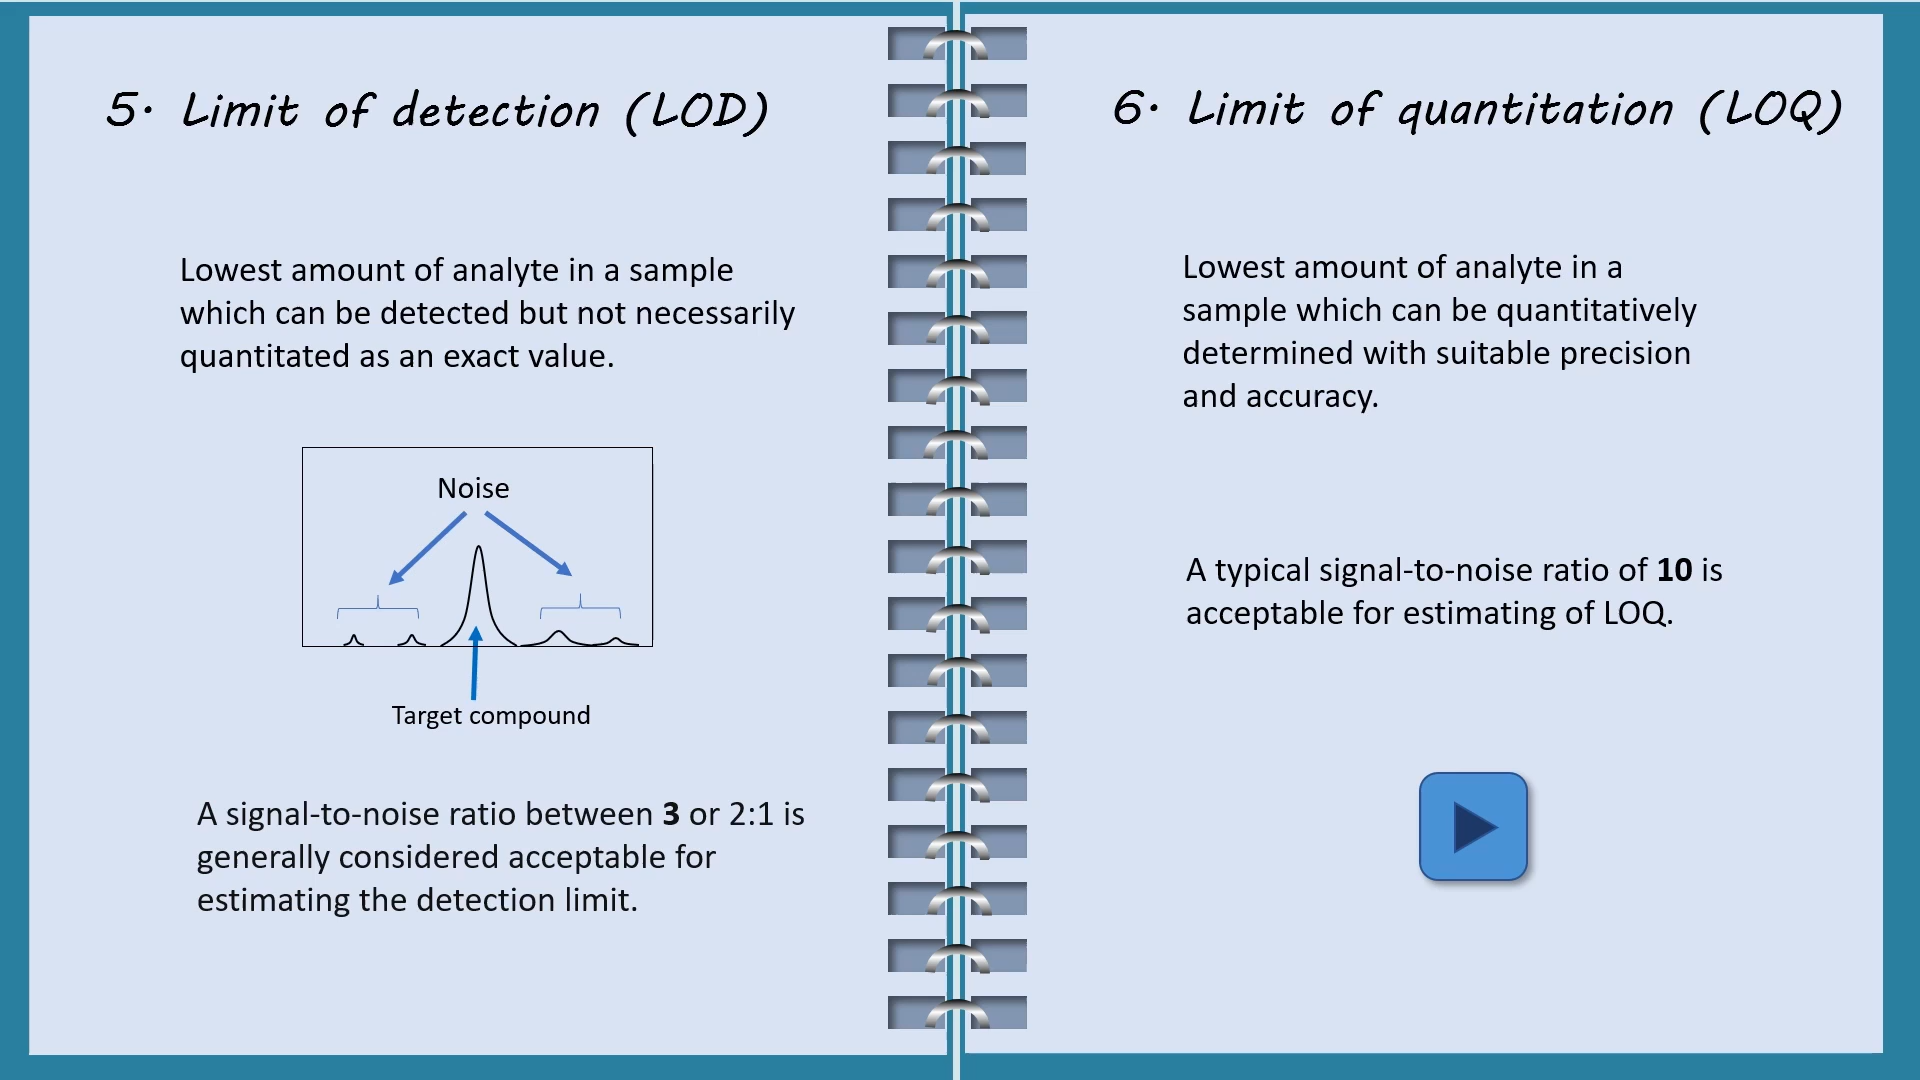 5. Limit of detection (LOD)
Lowest amount of analyte in a sample
which can be detected but not necessarily
quantitated as an exact value.
Noise
Target compound
A signal-to-noise ratio between 3 or 2:1 is
generally considered acceptable for
estimating the detection limit.
6. Limit of quantitation (LOQ)
Lowest amount of analyte in a
sample which can be quantitatively
determined with suitable precision
and accuracy.
A typical signal-to-noise ratio of 10 is
acceptable for estimating of LOQ.